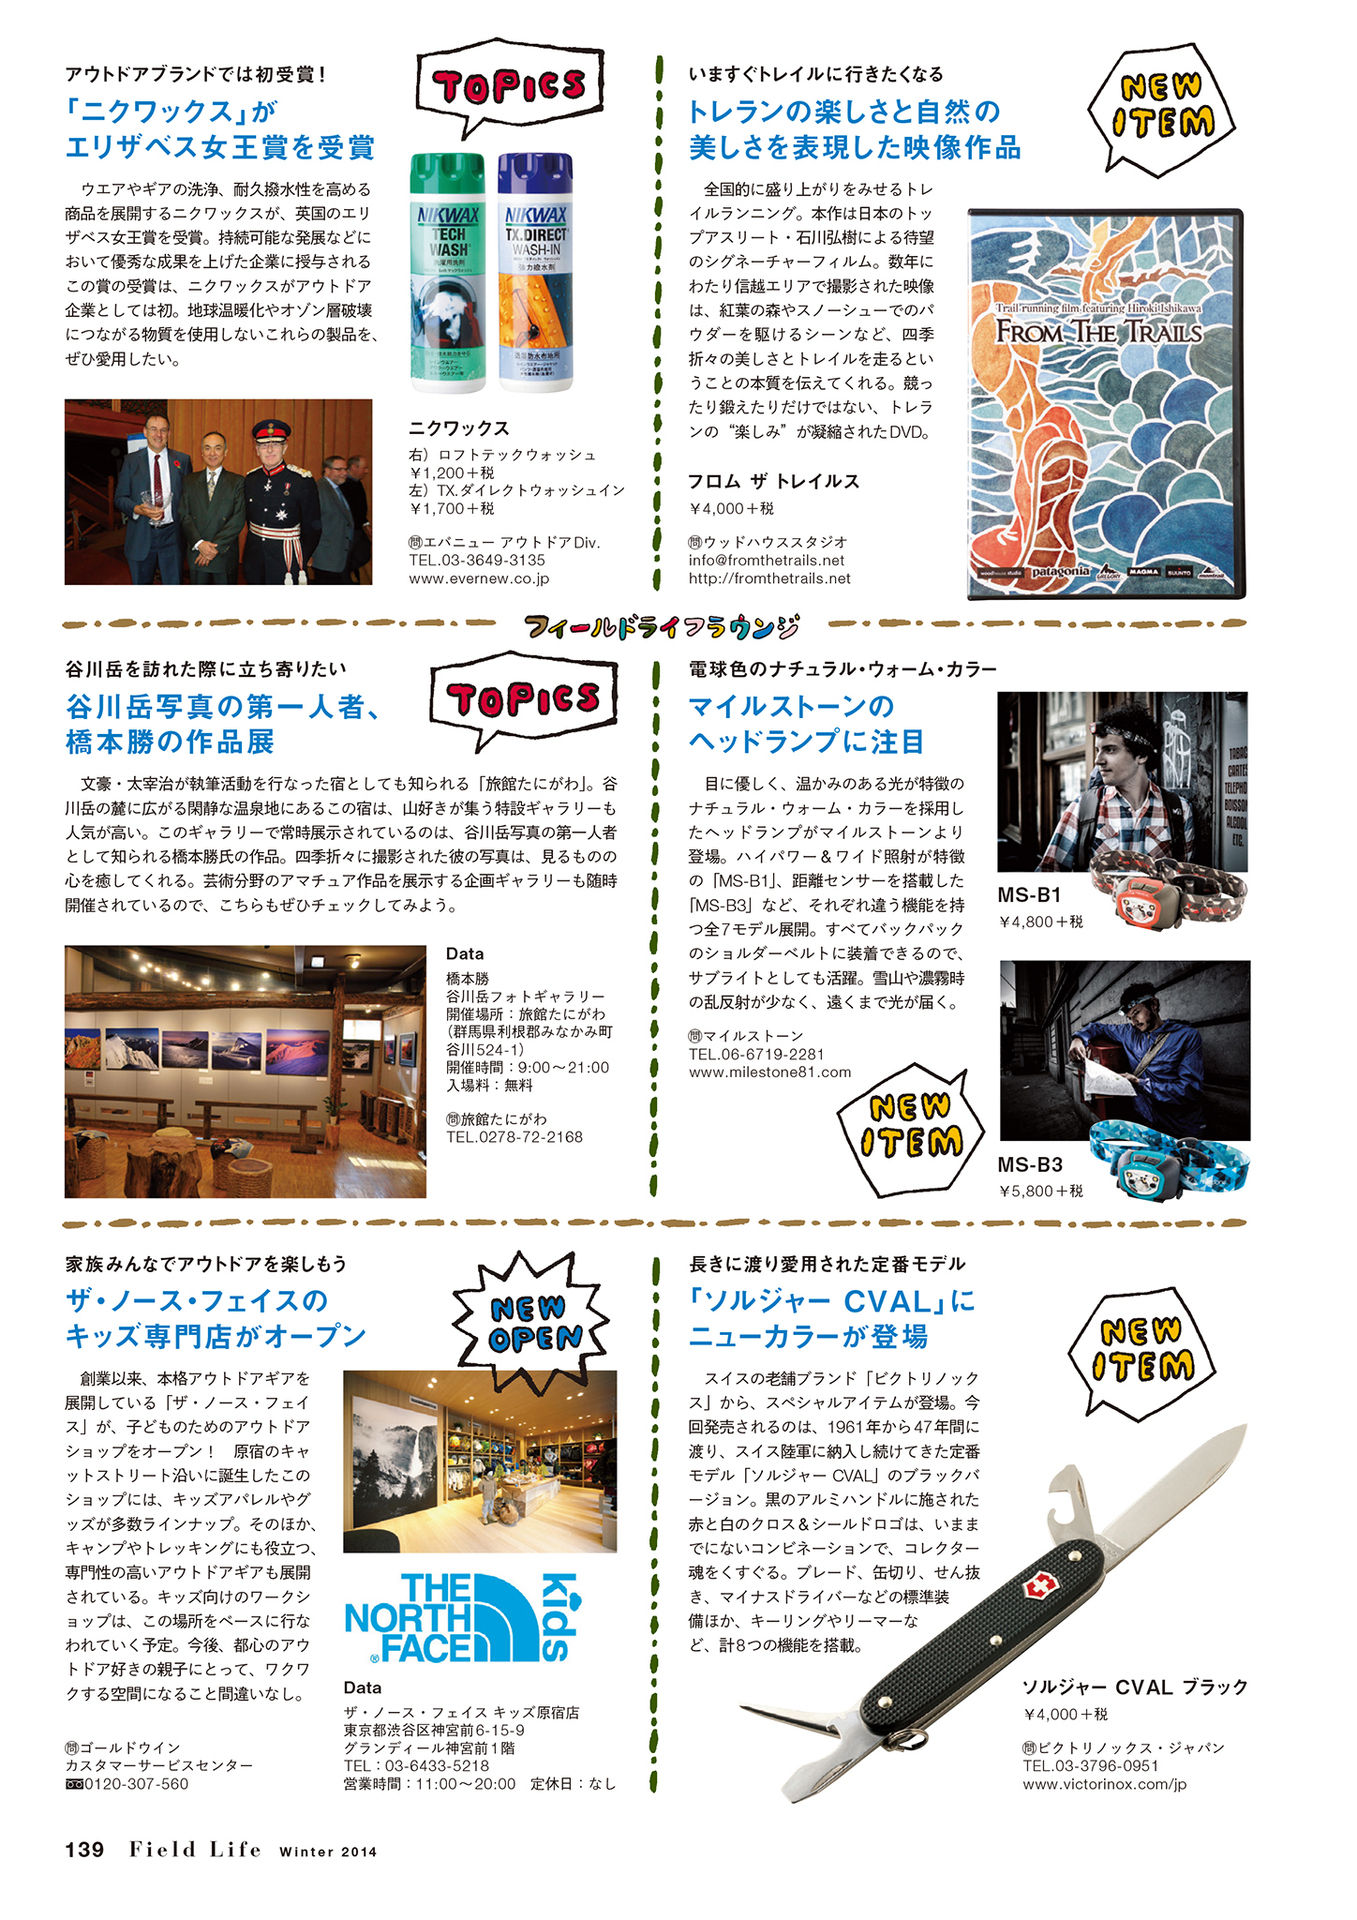 アウトドアブランドでは初受賞！
「ニクワックス」が
エリザベス女王賞を受賞
TOPICS
ウエアやギアの洗浄、耐久撥水性を高める
商品を展開するニクワックスが、英国のエリ
ザベス女王賞を受賞。持続可能な発展などに
おいて優秀な成果を上げた企業に授与される
この賞の受賞は、ニクワックスがアウトドア
企業としては初。地球温暖化やオゾン層破壊
につながる物質を使用しないこれらの製品を、
ぜひ愛用したい。
NIKWAX
TECH
WASH
洗濯用洗剤
NIKWAX
TX.DIRECT
WASH-IN
強力撥水剤
透湿防水布地用
ニクワックス
右）ロフトテックウォッシュ
￥1,200＋税
左）TX.ダイレクトウォッシュイン
￥1,700＋税
㉄エバニュー アウトドアDiv.
TEL.03-3649-3135
www.evernew.co.jp
いますぐトレイルに行きたくなる
トレランの楽しさと自然の
美しさを表現した映像作品
NEW
ITEM
全国的に盛り上がりをみせるトレ
イルランニング。本作は日本のトッ
プアスリート・石川弘樹による待望
のシグネーチャーフィルム。数年に
わたり信越エリアで撮影された映像
は、紅葉の森やスノーシューでのパ
ウダーを駆けるシーンなど、四季
折々の美しさとトレイルを走るとい
うことの本質を伝えてくれる。競っ
たり鍛えたりだけではない、トレラ
ンの“楽しみ”が凝縮されたDVD。
フロム ザ トレイルス
￥4,000＋税
㉄ウッドハウススタジオ
info@fromthetrails.net
http://fromthetrails.net
Trail running film featuring Hiroki Ishikawa
FROM THE TRAILS
woodhouse studio patagonia GREGORY MAGMA SUUNTO montrail
フィールドライフラウンジ
谷川岳を訪れた際に立ち寄りたい
谷川岳写真の第一人者、
橋本勝の作品展
TOPICS
文豪・太宰治が執筆活動を行なった宿としても知られる「旅館たにがわ」。谷
川岳の麓に広がる閑静な温泉地にあるこの宿は、山好きが集う特設ギャラリーも
人気が高い。このギャラリーで常時展示されているのは、谷川岳写真の第一人者
として知られる橋本勝氏の作品。四季折々に撮影された彼の写真は、見るものの
心を癒してくれる。芸術分野のアマチュア作品を展示する企画ギャラリーも随時
開催されているので、こちらもぜひチェックしてみよう。
Data
橋本勝
谷川岳フォトギャラリー
開催場所：旅館たにがわ
（群馬県利根郡みなかみ町
谷川524-1）
開催時間：9:00～21:00
入場料：無料
㉄旅館たにがわ
TEL.0278-72-2168
電球色のナチュラル・ウォーム・カラー
マイルストーンの
ヘッドランプに注目
目に優しく、温かみのある光が特徴の
ナチュラル・ウォーム・カラーを採用し
たヘッドランプがマイルストーンより
登場。ハイパワー＆ワイド照射が特徴
の「MS-B1」、距離センサーを搭載した
「MS-B3」など、それぞれ違う機能を持
つ全7モデル展開。すべてバックパック
のショルダーベルトに装着できるので、
サブライトとしても活躍。雪山や濃霧時
の乱反射が少なく、遠くまで光が届く。
㉄マイルストーン
TEL.06-6719-2281
www.milestone81.com
NEW
ITEM
TABAC
CARTES
TELEPHO
BOISSON
ALCOOL
ETC.
MS-B1
￥4,800＋税
MS-B3
￥5,800＋税
家族みんなでアウトドアを楽しもう
ザ・ノース・フェイスの
キッズ専門店がオープン
NEW
OPEN
創業以来、本格アウトドアギアを
展開している「ザ・ノース・フェイ
ス」が、子どものためのアウトドア
ショップをオープン！　原宿のキャ
ットストリート沿いに誕生したこの
ショップには、キッズアパレルやグ
ッズが多数ラインナップ。そのほか、
キャンプやトレッキングにも役立つ、
専門性の高いアウトドアギアも展開
されている。キッズ向けのワークシ
ョップは、この場所をベースに行な
われていく予定。今後、都心のアウ
トドア好きの親子にとって、ワクワ
クする空間になること間違いなし。
㉄ゴールドウイン
カスタマーサービスセンター
0120-307-560
THE
NORTH
FACE
®
kids
Data
ザ・ノース・フェイス キッズ原宿店
東京都渋谷区神宮前6-15-9
グランディール神宮前1階
TEL：03-6433-5218
営業時間：11:00～20:00　定休日：なし
長きに渡り愛用された定番モデル
「ソルジャー CVAL」に
ニューカラーが登場
NEW
ITEM
スイスの老舗ブランド「ビクトリノック
ス」から、スペシャルアイテムが登場。今
回発売されるのは、1961年から47年間に
渡り、スイス陸軍に納入し続けてきた定番
モデル「ソルジャー CVAL」のブラックバ
ージョン。黒のアルミハンドルに施された
赤と白のクロス＆シールドロゴは、いまま
でにないコンビネーションで、コレクター
魂をくすぐる。ブレード、缶切り、せん抜
き、マイナスドライバーなどの標準装
備ほか、キーリングやリーマーな
ど、計8つの機能を搭載。
ソルジャー CVAL ブラック
￥4,000＋税
㉄ビクトリノックス・ジャパン
TEL.03-3796-0951
www.victorinox.com/jp
139 Field Life Winter 2014